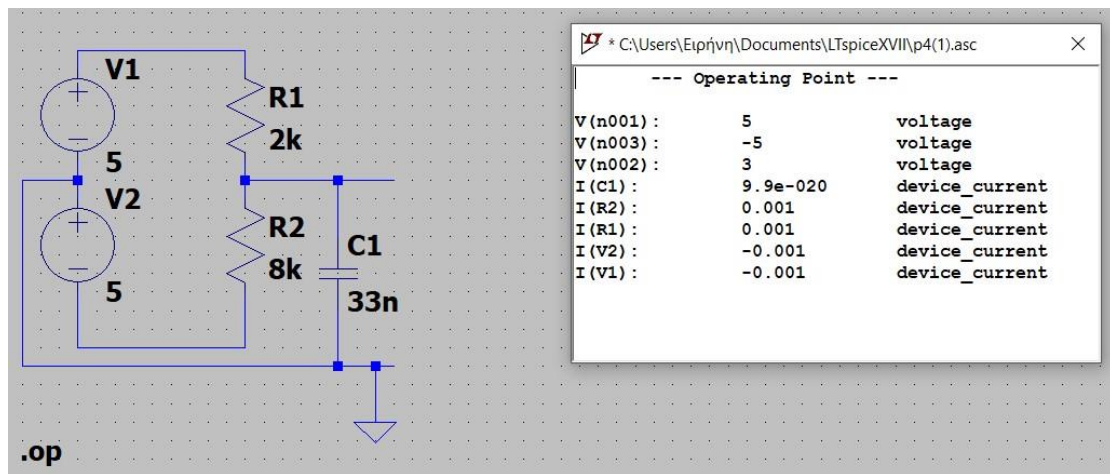 V1
5
V2
5
R1
2k
R2
8k
C1
33n
.op
* C:\Users\Ειρήνη\Documents\LTspiceXVII\p4(1).asc
--- Operating Point ---
V(n001): 5 voltage
V(n003): -5 voltage
V(n002): 3 voltage
I(C1): 9.9e-020 device_current
I(R2): 0.001 device_current
I(R1): 0.001 device_current
I(V2): -0.001 device_current
I(V1): -0.001 device_current